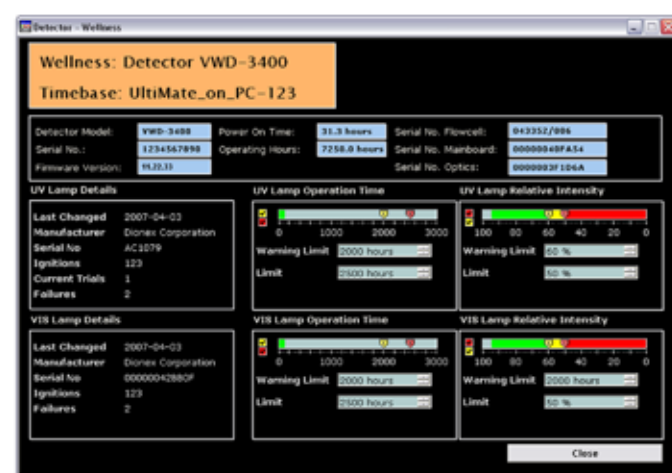 Detector - Wellness
Wellness: Detector VWD-3400
Timebase: UltiMate_on_PC-123
Detector Model: VWD-3400 Power On Time: 31.3 hours Serial No. Flowcell: 043352/086
Serial No.: 1234567890 Operating Hours: 7250.0 hours Serial No. Mainboard:
Firmware Version: Serial No. Optics:
UV Lamp Details UV Lamp Operation Time UV Lamp Relative Intensity
Last Changed 2007-04-03
Manufacturer Dionex Corporation
Serial No AC1079
Ignitions 123
Current Trials 1
Failures 2
0 1000 2000 3000
Warning Limit 2000 hours
Limit 2500 hours
100 80 60 40 20 0
Warning Limit 60 %
Limit 50 %
VIS Lamp Details VIS Lamp Operation Time VIS Lamp Relative Intensity
Last Changed 2007-04-03
Manufacturer Dionex Corporation
Serial No
Ignitions 123
Failures 2
0 1000 2000 3000
Warning Limit 2000 hours
Limit 2500 hours
100 80 60 40 20 0
Warning Limit 2000 hours
Limit 50 %
Close